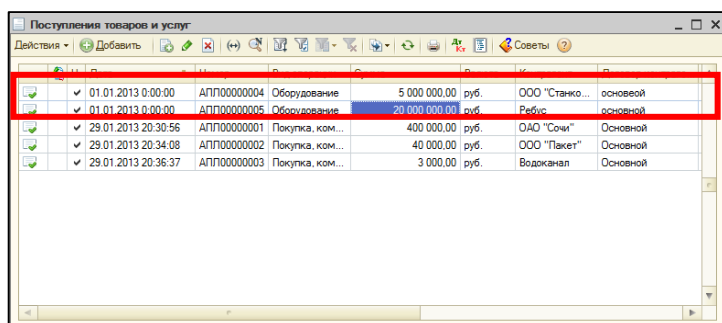 Поступления товаров и услуг
Действия Добавить Дт Кт Советы
01.01.2013 0:00:00 АПЛ00000004 Оборудование 5 000 000,00 руб. ООО "Станко... основеой
01.01.2013 0:00:00 АПЛ00000005 Оборудование 20 000 000,00 руб. Ребус основной
29.01.2013 20:30:56 АПЛ00000001 Покупка, ком... 400 000,00 руб. ОАО "Сочи" Основной
29.01.2013 20:34:08 АПЛ00000002 Покупка, ком... 40 000,00 руб. ООО "Пакет" Основной
29.01.2013 20:36:37 АПЛ00000003 Покупка, ком... 3 000,00 руб. Водоканал Основной